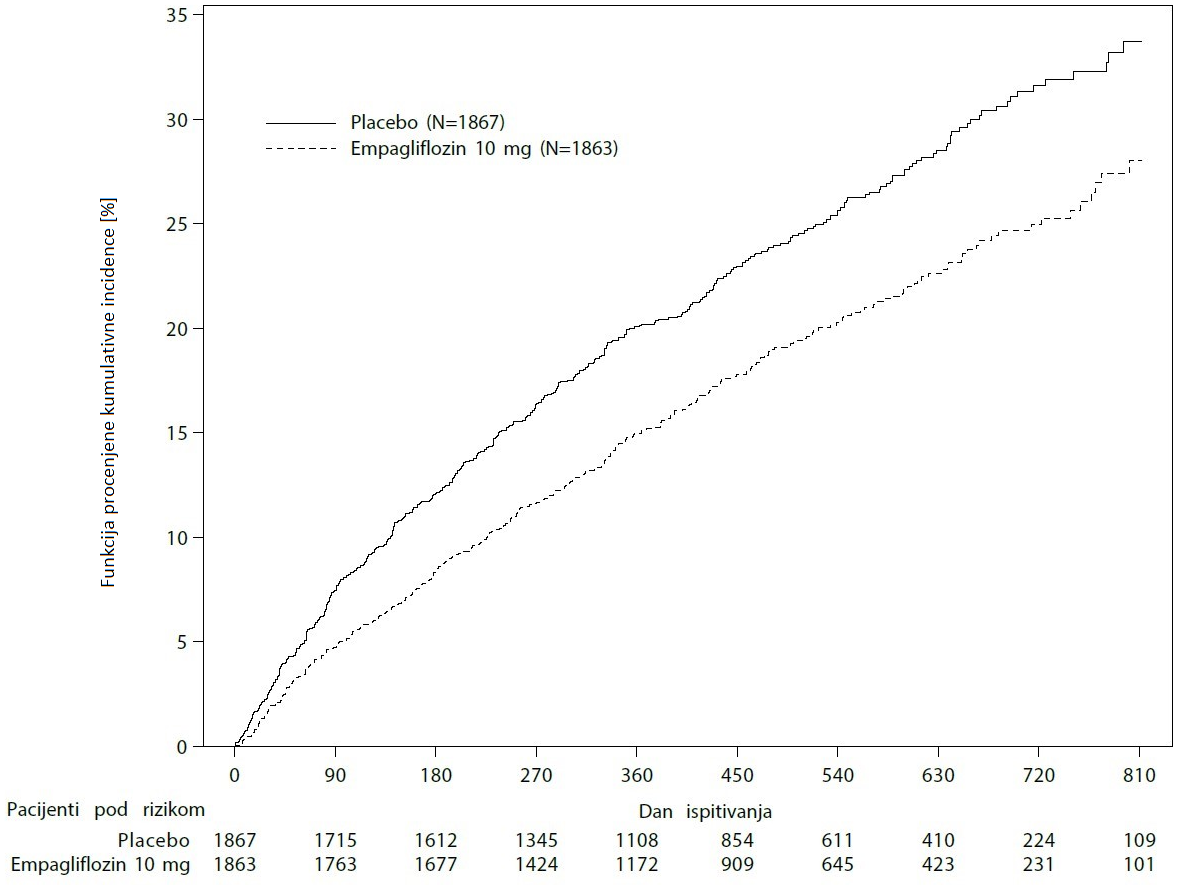 35
30
25
20
15
10
5
0
Funkcija procenjene kumulativne incidence [%]
Placebo (N=1867)
Empagliflozin 10 mg (N=1863)
0 90 180 270 360 450 540 630 720 810
Pacijenti pod rizikom
Dan ispitivanja
Placebo 1867 1715 1612 1345 1108 854 611 410 224 109
Empagliflozin 10 mg 1863 1763 1677 1424 1172 909 645 423 231 101